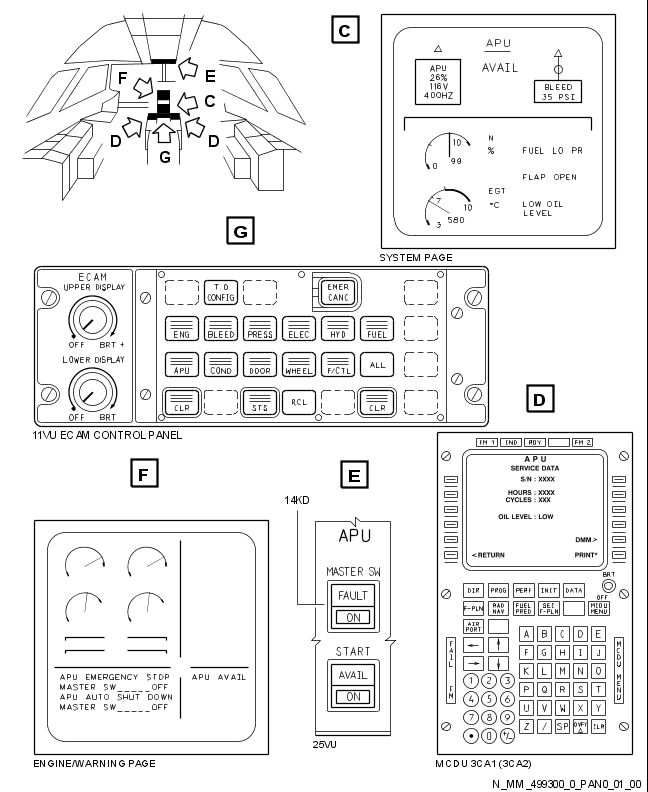 C
F
E
C
D
D
G
APU
AVAIL
APU
26%
116V
400HZ
BLEED
35 PSI
N
%
10
0
99
FUEL LO PR
FLAP OPEN
EGT
°C
7
10
3
580
LOW OIL
LEVEL
SYSTEM PAGE
G
ECAM
UPPER DISPLAY
OFF BRT +
LOWER DISPLAY
OFF BRT
T.O
CONFIG
EMER
CANC
ENG BLEED PRESS ELEC HYD FUEL
APU COND DOOR WHEEL F/CTL ALL
CLR STS RCL CLR
11VU ECAM CONTROL PANEL
D
FM 1 IND RDY FM 2
APU
SERVICE DATA
S/N : XXXX
HOURS : XXXX
CYCLES : XXX
OIL LEVEL : LOW
DMM >
< RETURN PRINT*
BRT
OFF
DIR PROG PERF INIT DATA
F-PLN RAD
NAV FUEL
PRED SEC
F-PLN MCDU
MENU
AIR
PORT
← ↑
→ ↓
FAIL
FM
MCDU MENU
A B C D E
F G H I J
K L M N O
P Q R S T
U V W X Y
Z / SP OVFY
△ CLR
1 2 3
4 5 6
7 8 9
• 0 +/-
MCDU 3CA1 (3CA2)
F
APU EMERGENCY STOP
MASTER SW_____OFF
APU AUTO SHUT DOWN
MASTER SW_____OFF
APU AVAIL
ENGINE/WARNING PAGE
E
14KD
APU
MASTER SW
FAULT
ON
START
AVAIL
ON
25VU
N_MM_499300_0_PAN0_01_00